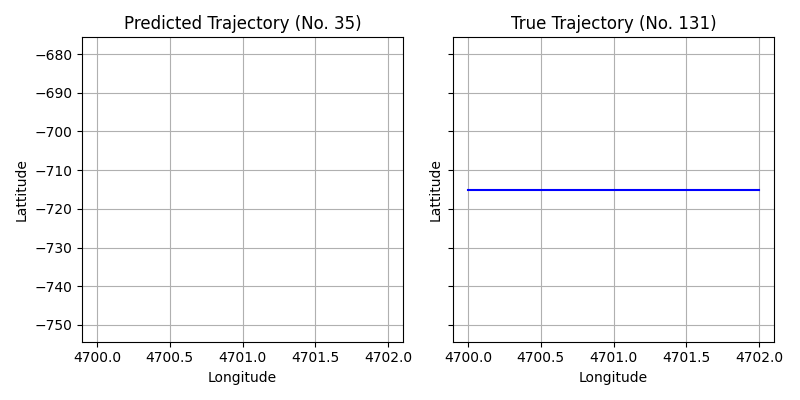 Predicted Trajectory (No. 35)
−680
−690
−700
−710
−720
−730
−740
−750
Lattitude
4700.0 4700.5 4701.0 4701.5 4702.0
Longitude
True Trajectory (No. 131)
Lattitude
4700.0 4700.5 4701.0 4701.5 4702.0
Longitude